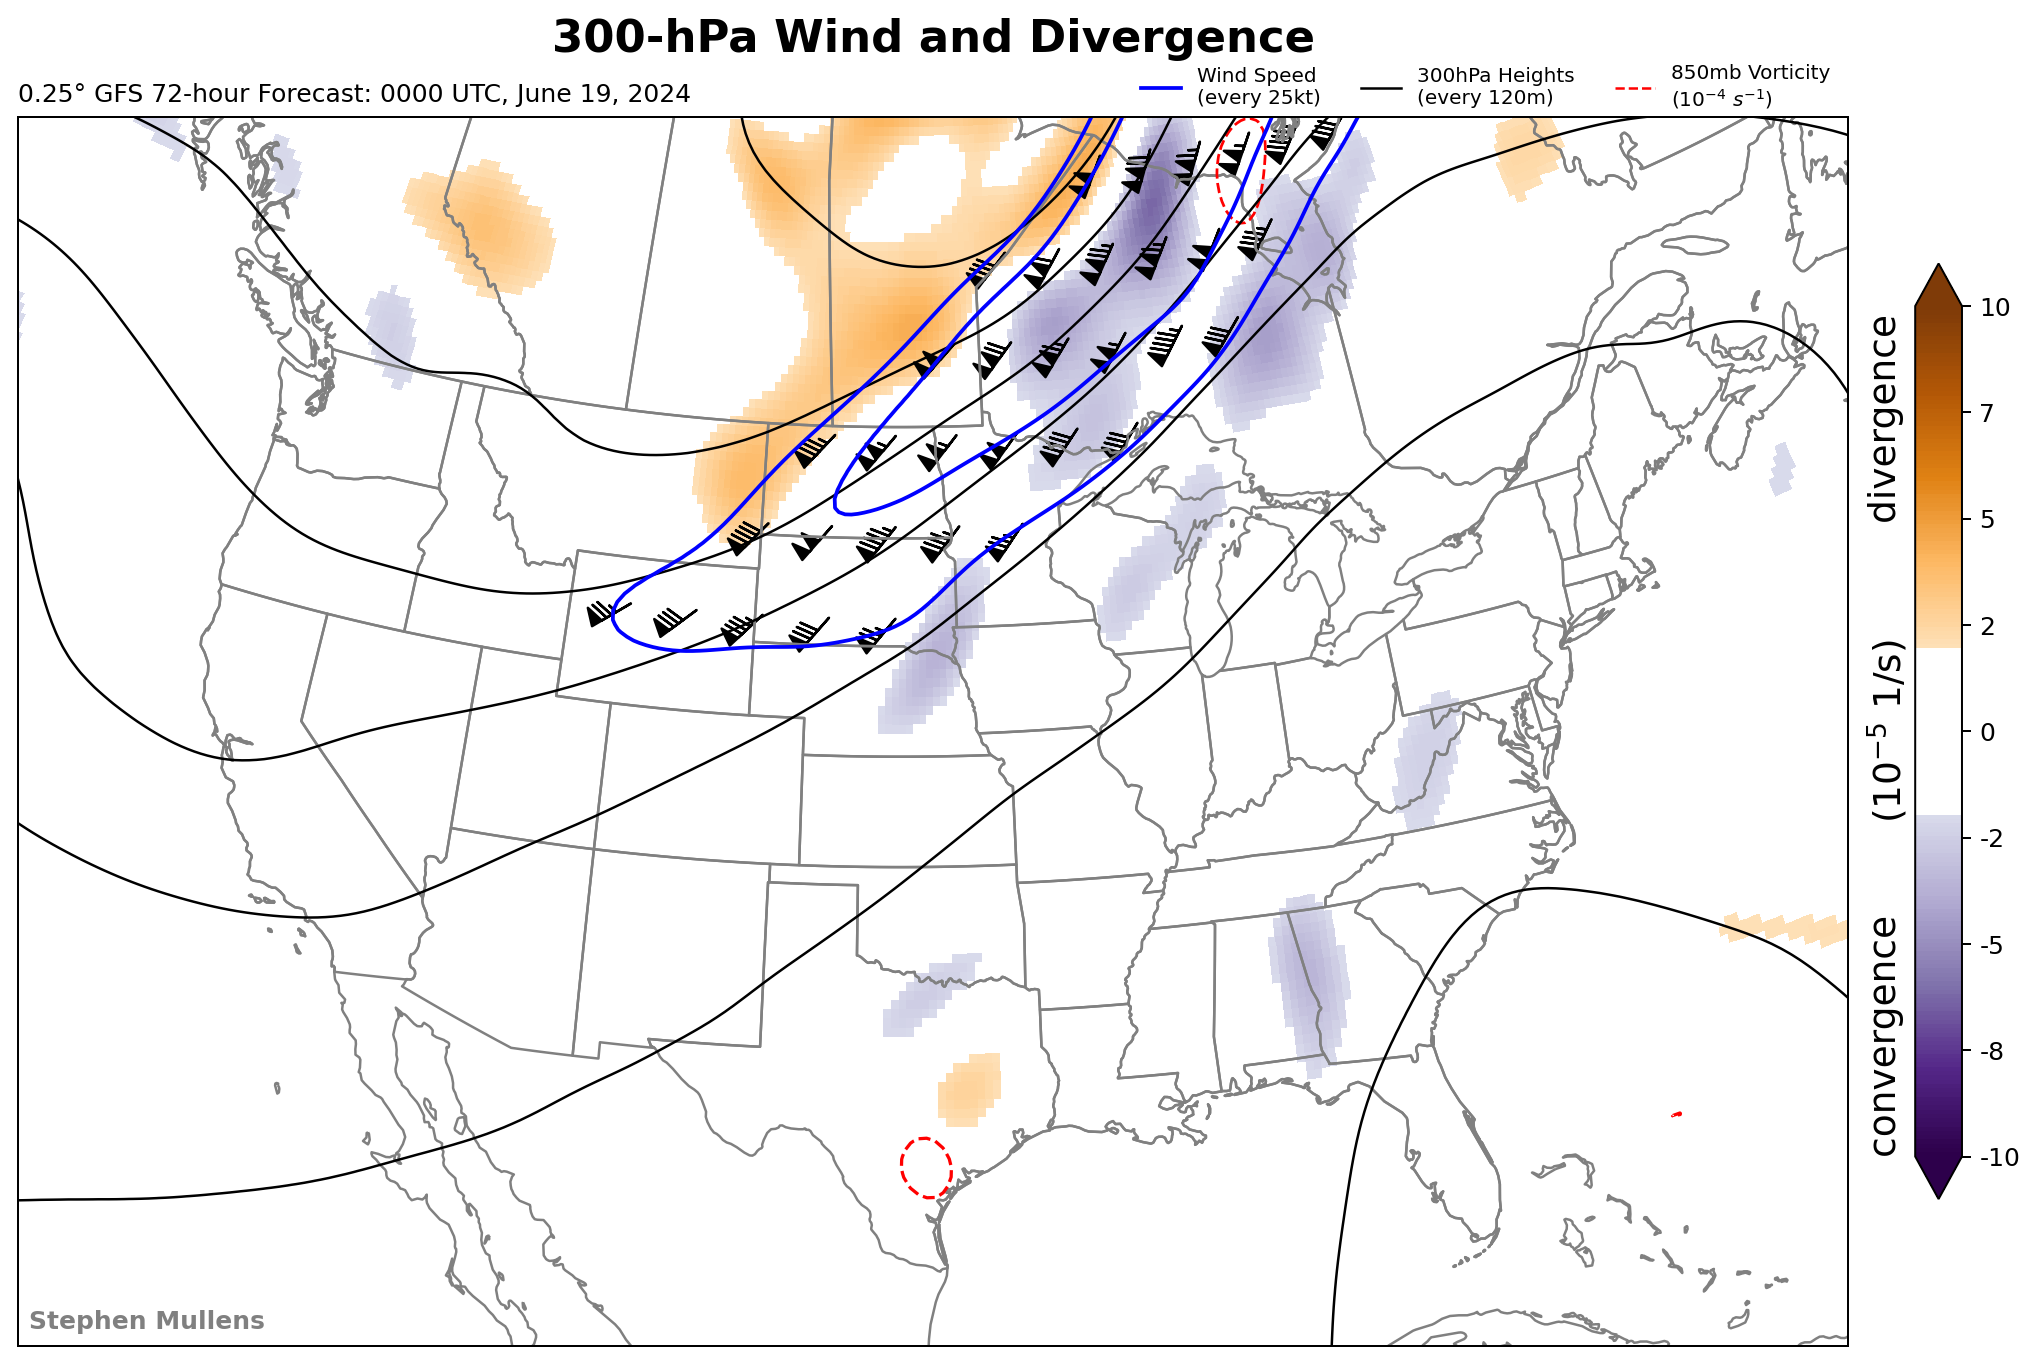 300-hPa Wind and Divergence
0.25° GFS 72-hour Forecast: 0000 UTC, June 19, 2024
Wind Speed
(every 25kt)
300hPa Heights
(every 120m)
850mb Vorticity
(10⁻⁴ s⁻¹)
10
7
5
2
0
-2
-5
-8
-10
convergence (10⁻⁵ 1/s) divergence
Stephen Mullens